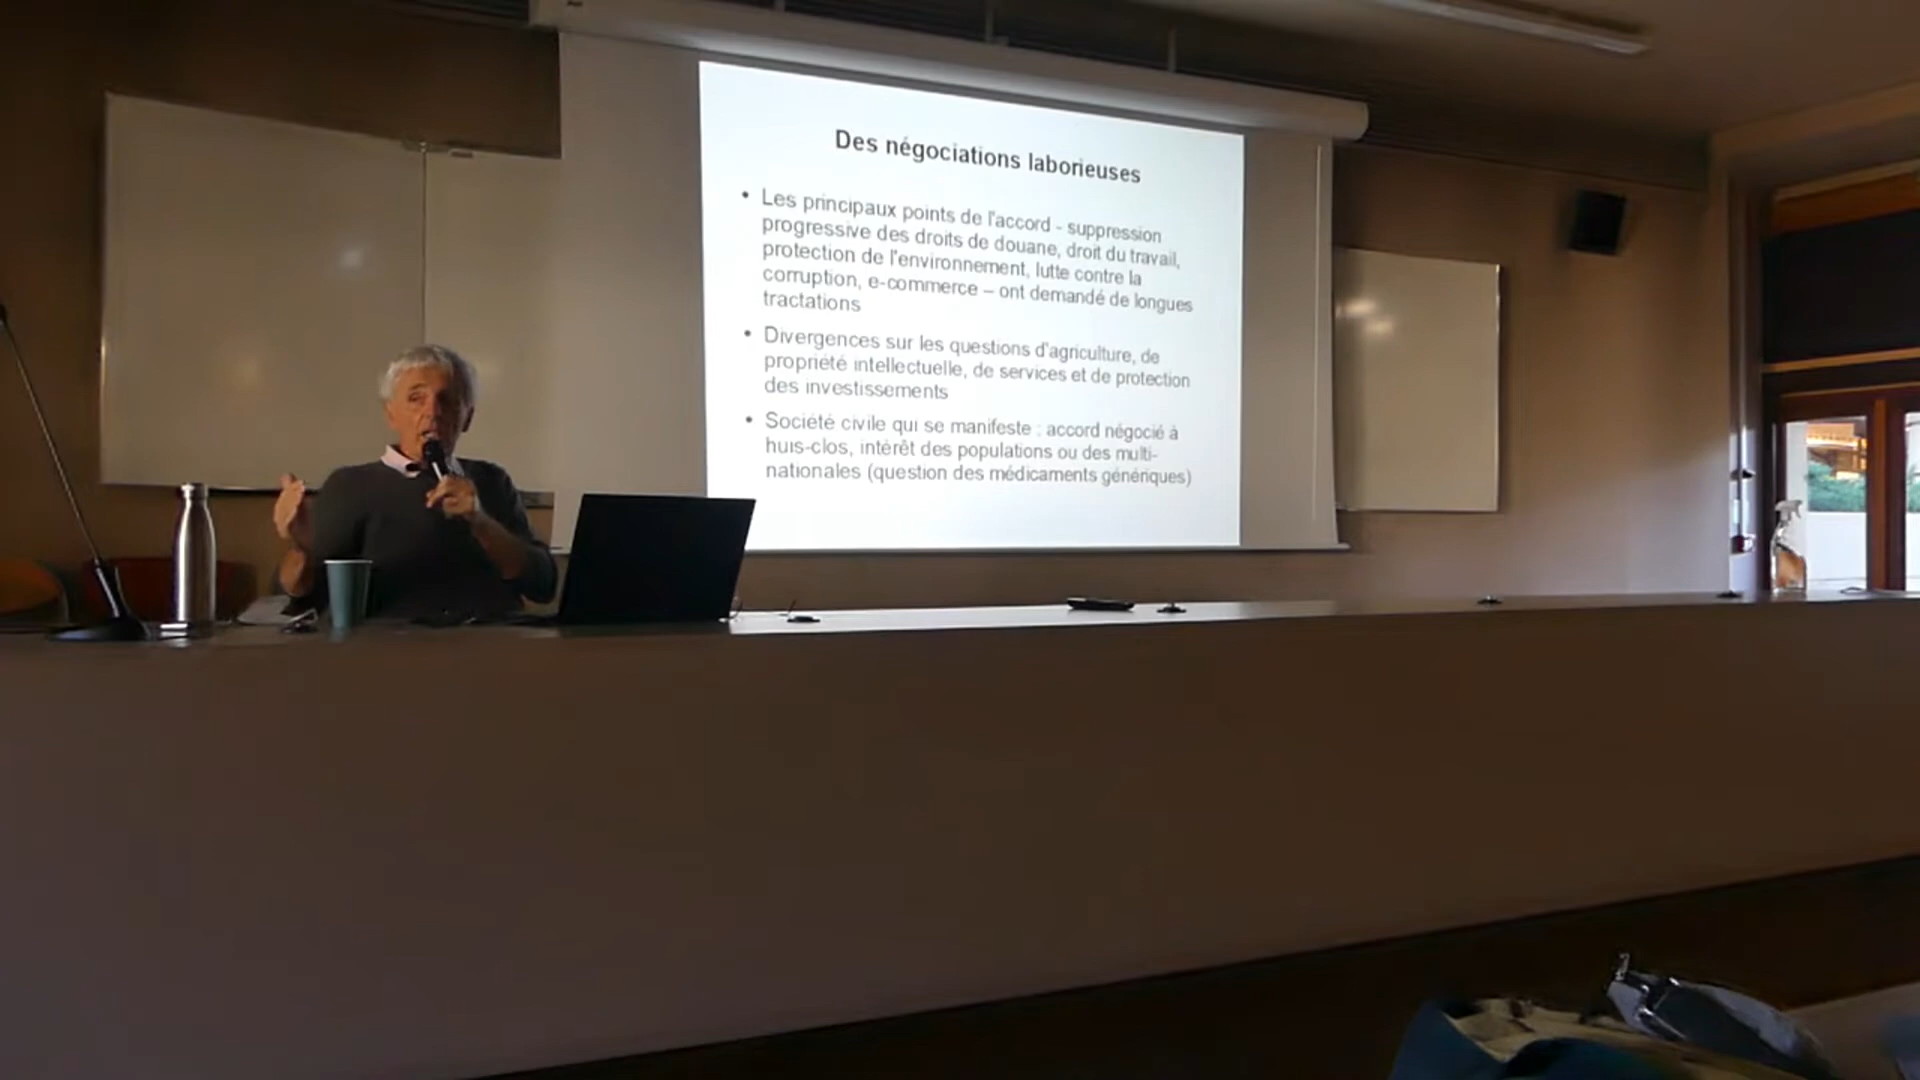 Des négociations laborieuses
• Les principaux points de l'accord - suppression
progressive des droits de douane, droit du travail,
protection de l'environnement, lutte contre la
corruption, e-commerce – ont demandé de longues
tractations
• Divergences sur les questions d'agriculture, de
propriété intellectuelle, de services et de protection
des investissements
• Société civile qui se manifeste : accord négocié à
huis-clos, intérêt des populations ou des multi-
nationales (question des médicaments génériques)